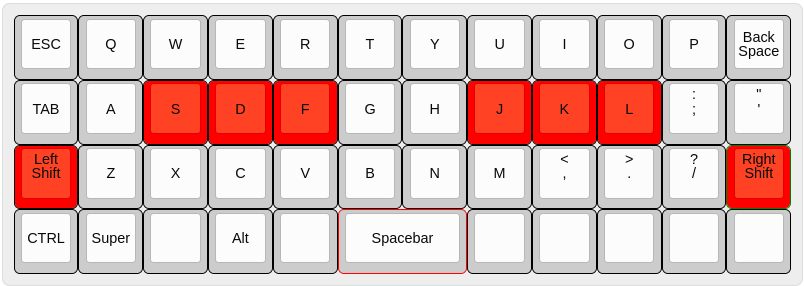 ESC Q W E R T Y U I O P Back
Space
TAB A S D F G H J K L : "
; '
Left Z X C V B N M < > ? Right
Shift , . / Shift
CTRL Super Alt Spacebar